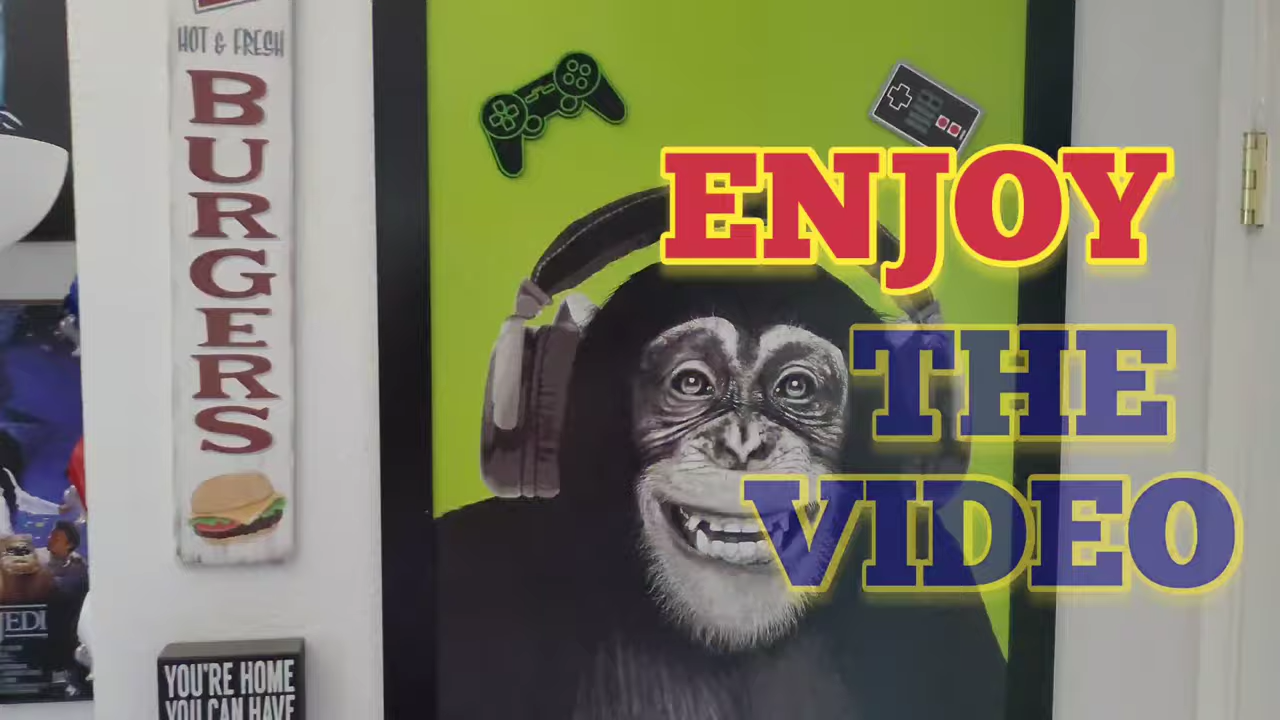 HOT & FRESH
BURGERS
ENJOY
THE
VIDEO
JEDI
YOU'RE HOME
YOU CAN HAVE